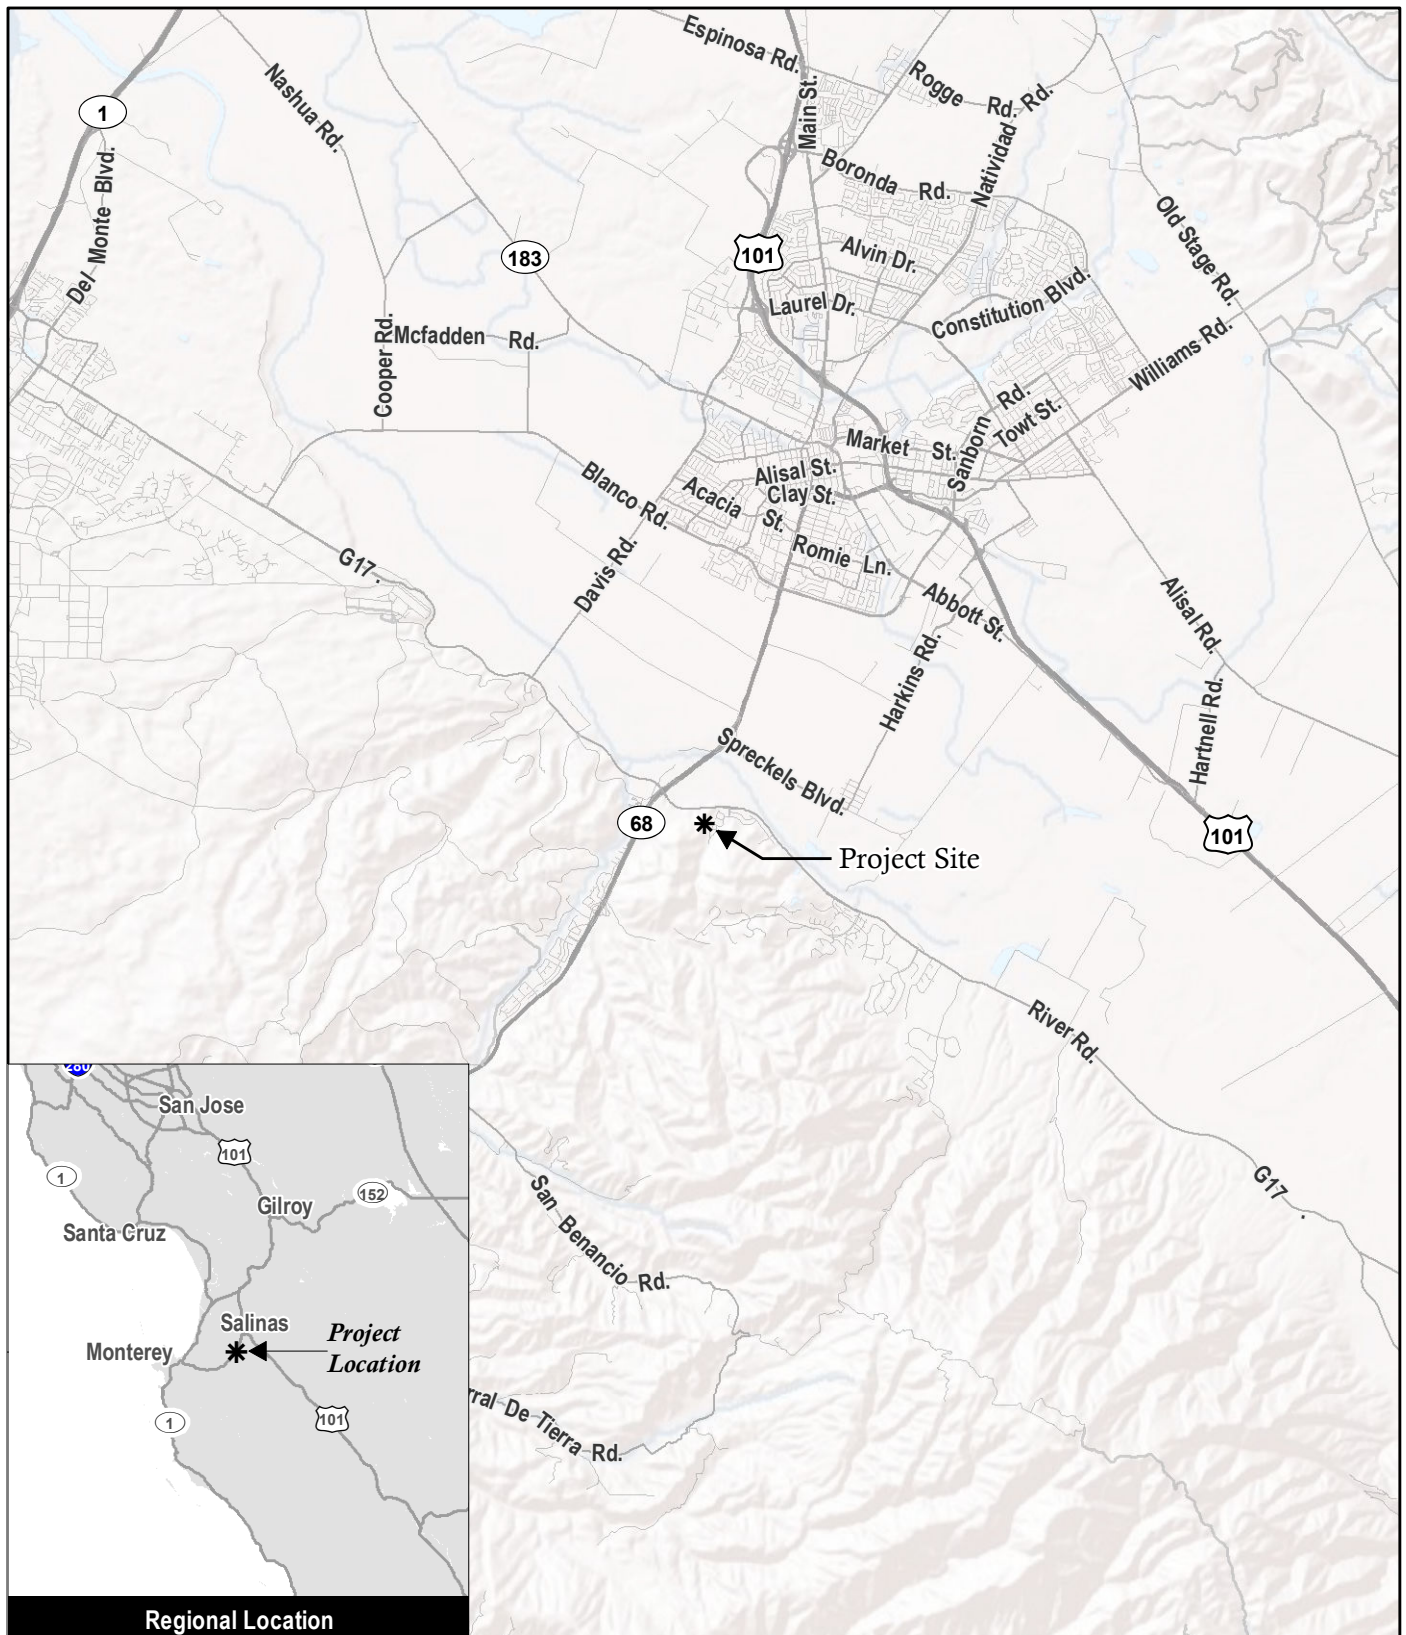 Espinosa Rd.
Main St.
Rogge Rd.
Natividad Rd.
Nashua Rd.
1
Del Monte Blvd.
Boronda Rd.
Old Stage Rd.
183
101
Alvin Dr.
Laurel Dr.
Constitution Blvd.
Cooper Rd.
Mcfadden Rd.
Williams Rd.
Sanborn Rd.
Towt St.
Market St.
Alisal St.
Clay St.
Acacia St.
Blanco Rd.
Romie Ln.
G17 .
Davis Rd.
Abbott St.
Alisal Rd.
Harkins Rd.
Hartnell Rd.
Spreckels Blvd.
68
101
Project Site
River Rd.
G17 .
San Benancio Rd.
rral De Tierra Rd.
280
San Jose
101
1
152
Gilroy
Santa Cruz
Salinas
Monterey
Project
Location
1
101
Regional Location